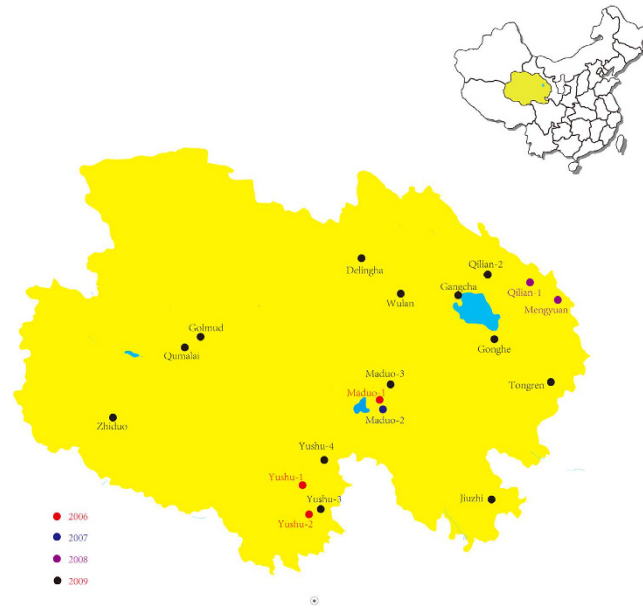 Delingha
Qilian-2
Qilian-1
Gangcha
Wulan
Mengyuan
Golmud
Qumalai
Gonghe
Maduo-3
Maduo-1
Maduo-2
Tongren
Zhiduo
Yushu-4
Yushu-1
Yushu-3
Yushu-2
Jiuzhi
2006
2007
2008
2009